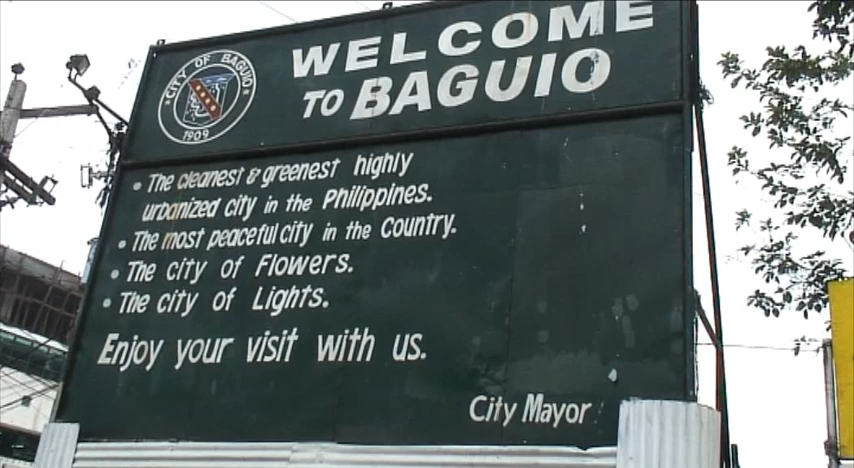 WELCOME
TO BAGUIO
CITY OF BAGUIO
1909
• The cleanest & greenest highly
urbanized city in the Philippines.
• The most peaceful city in the Country.
• The city of Flowers.
• The city of Lights.
Enjoy your visit with us.
City Mayor